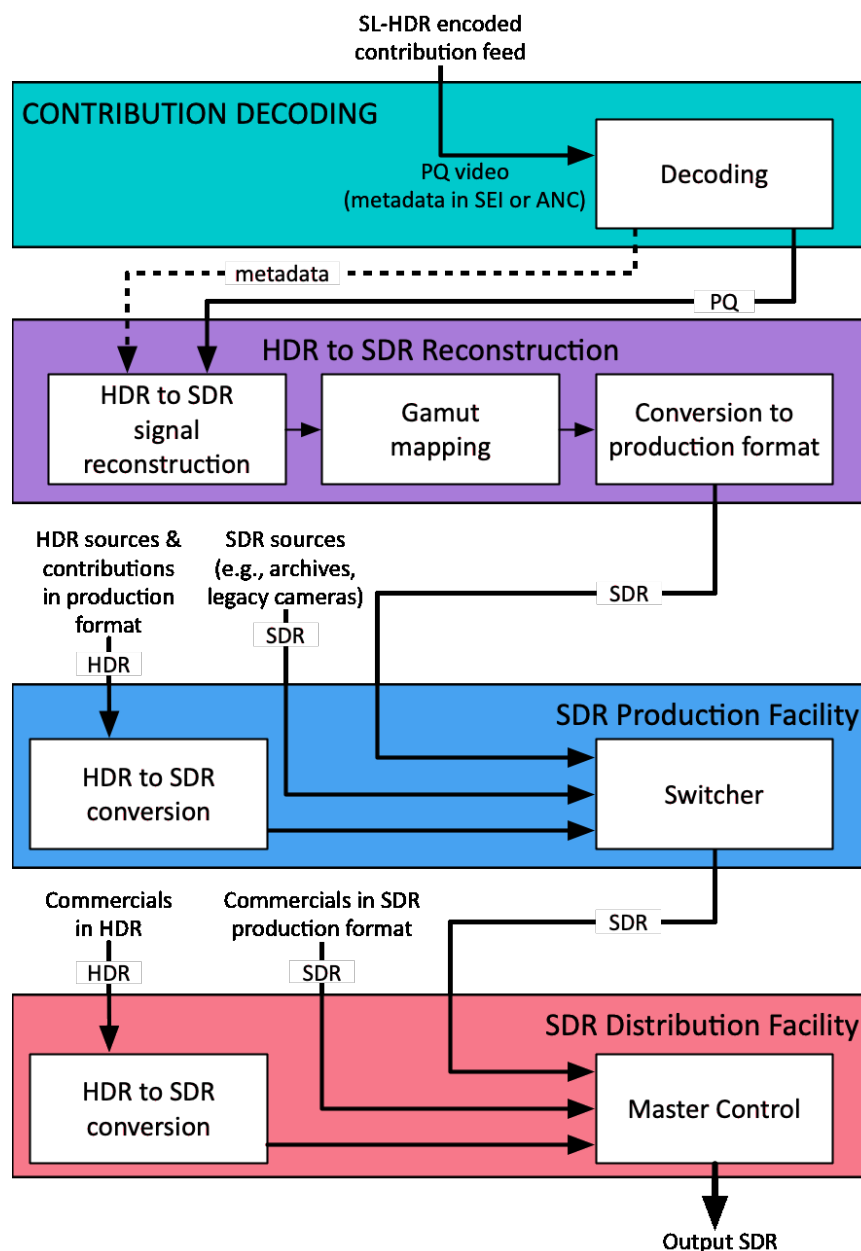 SL-HDR encoded
contribution feed
CONTRIBUTION DECODING
PQ video
(metadata in SEI or ANC)
Decoding
metadata
PQ
HDR to SDR Reconstruction
HDR to SDR
signal
reconstruction
Gamut
mapping
Conversion to
production format
HDR sources &
contributions
in production
format
SDR sources
(e.g., archives,
legacy cameras)
SDR
SDR
HDR
SDR Production Facility
HDR to SDR
conversion
Switcher
Commercials
in HDR
Commercials in SDR
production format
SDR
HDR
SDR
SDR Distribution Facility
HDR to SDR
conversion
Master Control
Output SDR